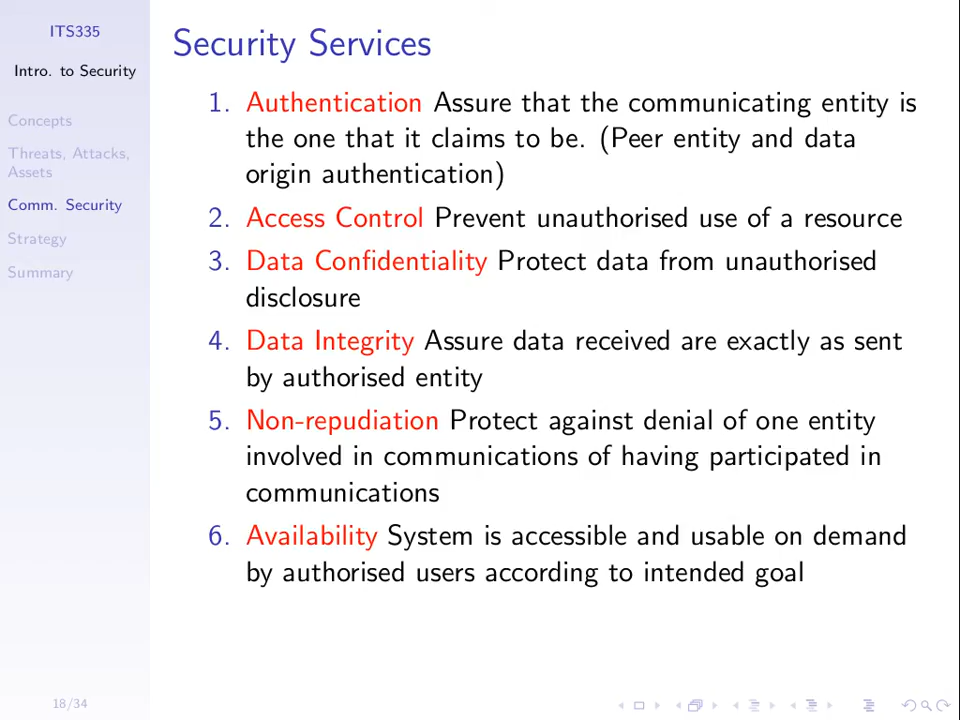 ITS335
Intro. to Security
Concepts
Threats, Attacks,
Assets
Comm. Security
Strategy
Summary
Security Services
1. Authentication Assure that the communicating entity is
the one that it claims to be. (Peer entity and data
origin authentication)
2. Access Control Prevent unauthorised use of a resource
3. Data Confidentiality Protect data from unauthorised
disclosure
4. Data Integrity Assure data received are exactly as sent
by authorised entity
5. Non-repudiation Protect against denial of one entity
involved in communications of having participated in
communications
6. Availability System is accessible and usable on demand
by authorised users according to intended goal
18/34